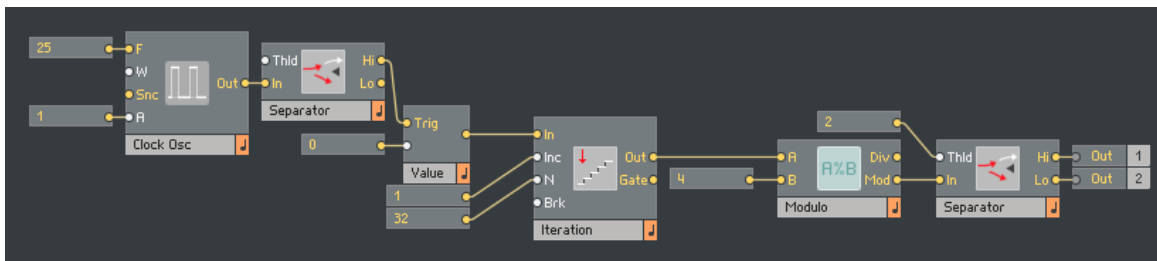 25
F
W
Snc
A
Out
1
Clock Osc
Thld
In
Hi
Lo
Separator
0
Trig
Value
1
32
In
Inc
N
Brk
Out
Gate
Iteration
4
A
B
A%B
Div
Mod
Modulo
2
Thld
In
Hi
Lo
Separator
Out 1
Out 2